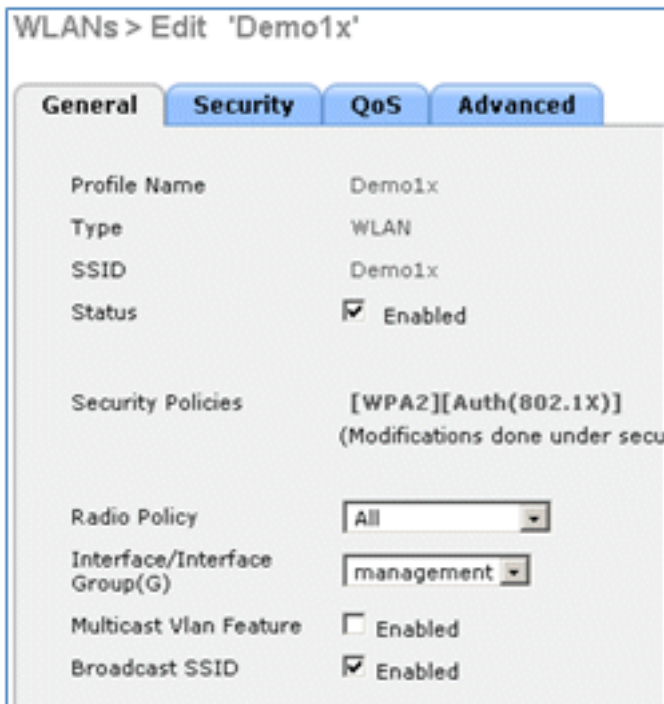 WLANs > Edit 'Demo1x'
General Security QoS Advanced
Profile Name Demo1x
Type WLAN
SSID Demo1x
Status Enabled
Security Policies [WPA2][Auth(802.1X)]
(Modifications done under secu
Radio Policy All
Interface/Interface
Group(G) management
Multicast Vlan Feature Enabled
Broadcast SSID Enabled